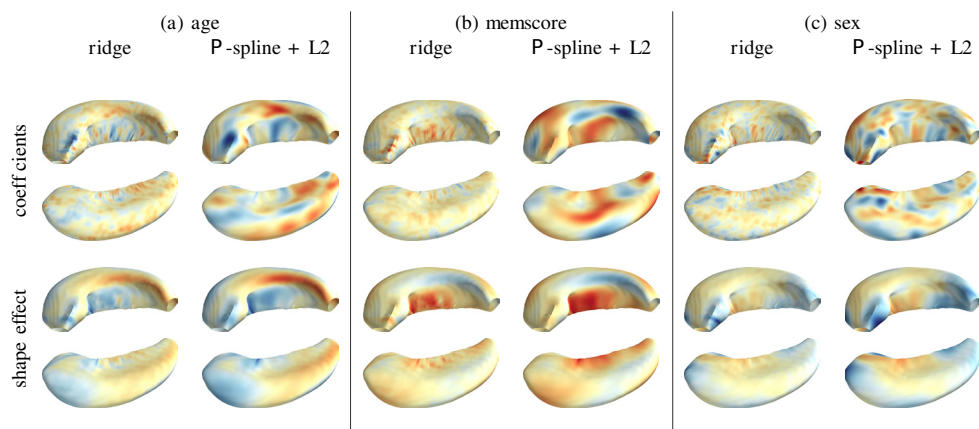 (a) age (b) memscore (c) sex
ridge P -spline + L2 ridge P -spline + L2 ridge P -spline + L2
coeff cients
shape effect